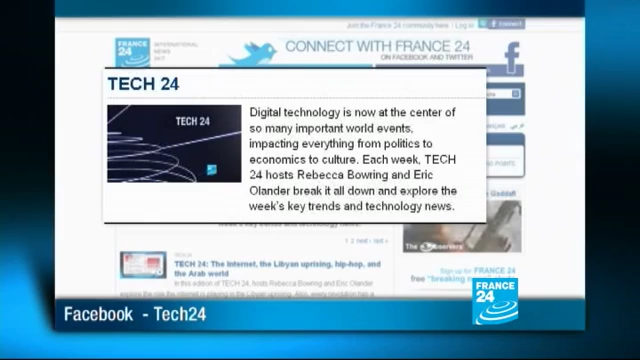 Join the France 24 community here | Log in
Connect
FRANCE 24
INTERNATIONAL
NEWS
24/7
CONNECT WITH FRANCE 24
ON FACEBOOK AND TWITTER
TECH 24
TECH 24
Digital technology is now at the center of
so many important world events,
impacting everything from politics to
economics to culture. Each week, TECH
24 hosts Rebecca Bowring and Eric
Olander break it all down and explore the
week's key trends and technology news.
Gaddafi
The observers
1 2 next › last »
TECH 24: The Internet, the Libyan uprising, hip-hop, and
the Arab world
In this edition of TECH 24, hosts Rebecca Bowring and Eric Olander
Sign up for FRANCE 24
free "breaking
FRANCE
24
Facebook - Tech24